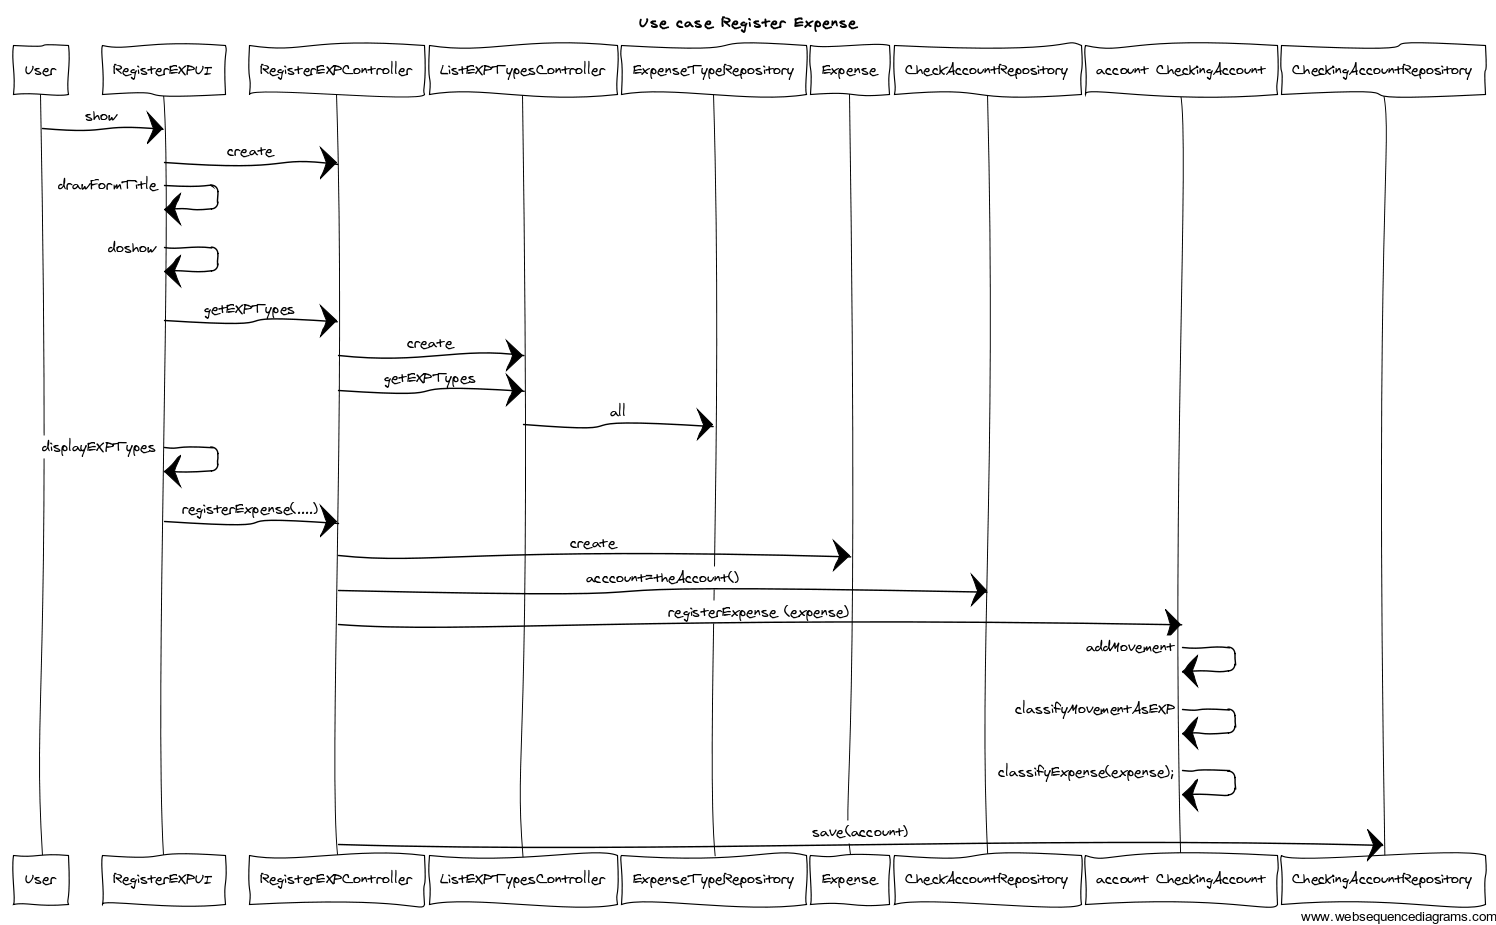 Use case Register Expense
User
RegisterEXPUI
RegisterEXPController
ListEXPTypesController
ExpenseTypeRepository
Expense
CheckAccountRepository
account CheckingAccount
CheckingAccountRepository
show
create
drawFormTitle
doshow
getEXPTypes
create
getEXPTypes
all
displayEXPTypes
registerExpense(....)
create
acccount=theAccount()
registerExpense (expense)
addMovement
classifyMovementAsEXP
classifyExpense(expense);
save(account)
User
RegisterEXPUI
RegisterEXPController
ListEXPTypesController
ExpenseTypeRepository
Expense
CheckAccountRepository
account CheckingAccount
CheckingAccountRepository
www.websequencediagrams.com